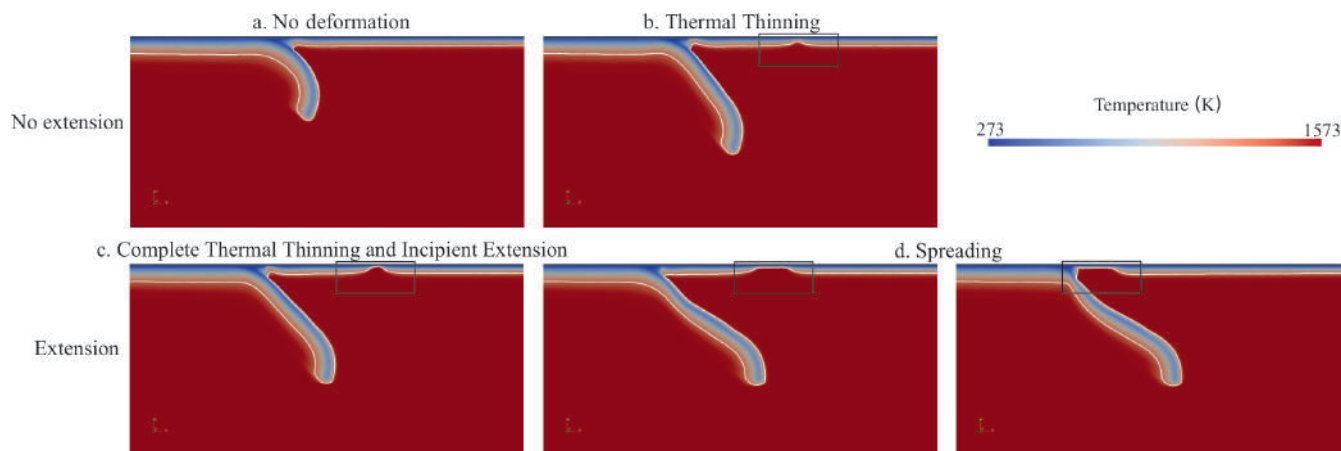 a. No deformation
b. Thermal Thinning
No extension
Temperature (K)
273
1573
c. Complete Thermal Thinning and Incipient Extension
d. Spreading
Extension